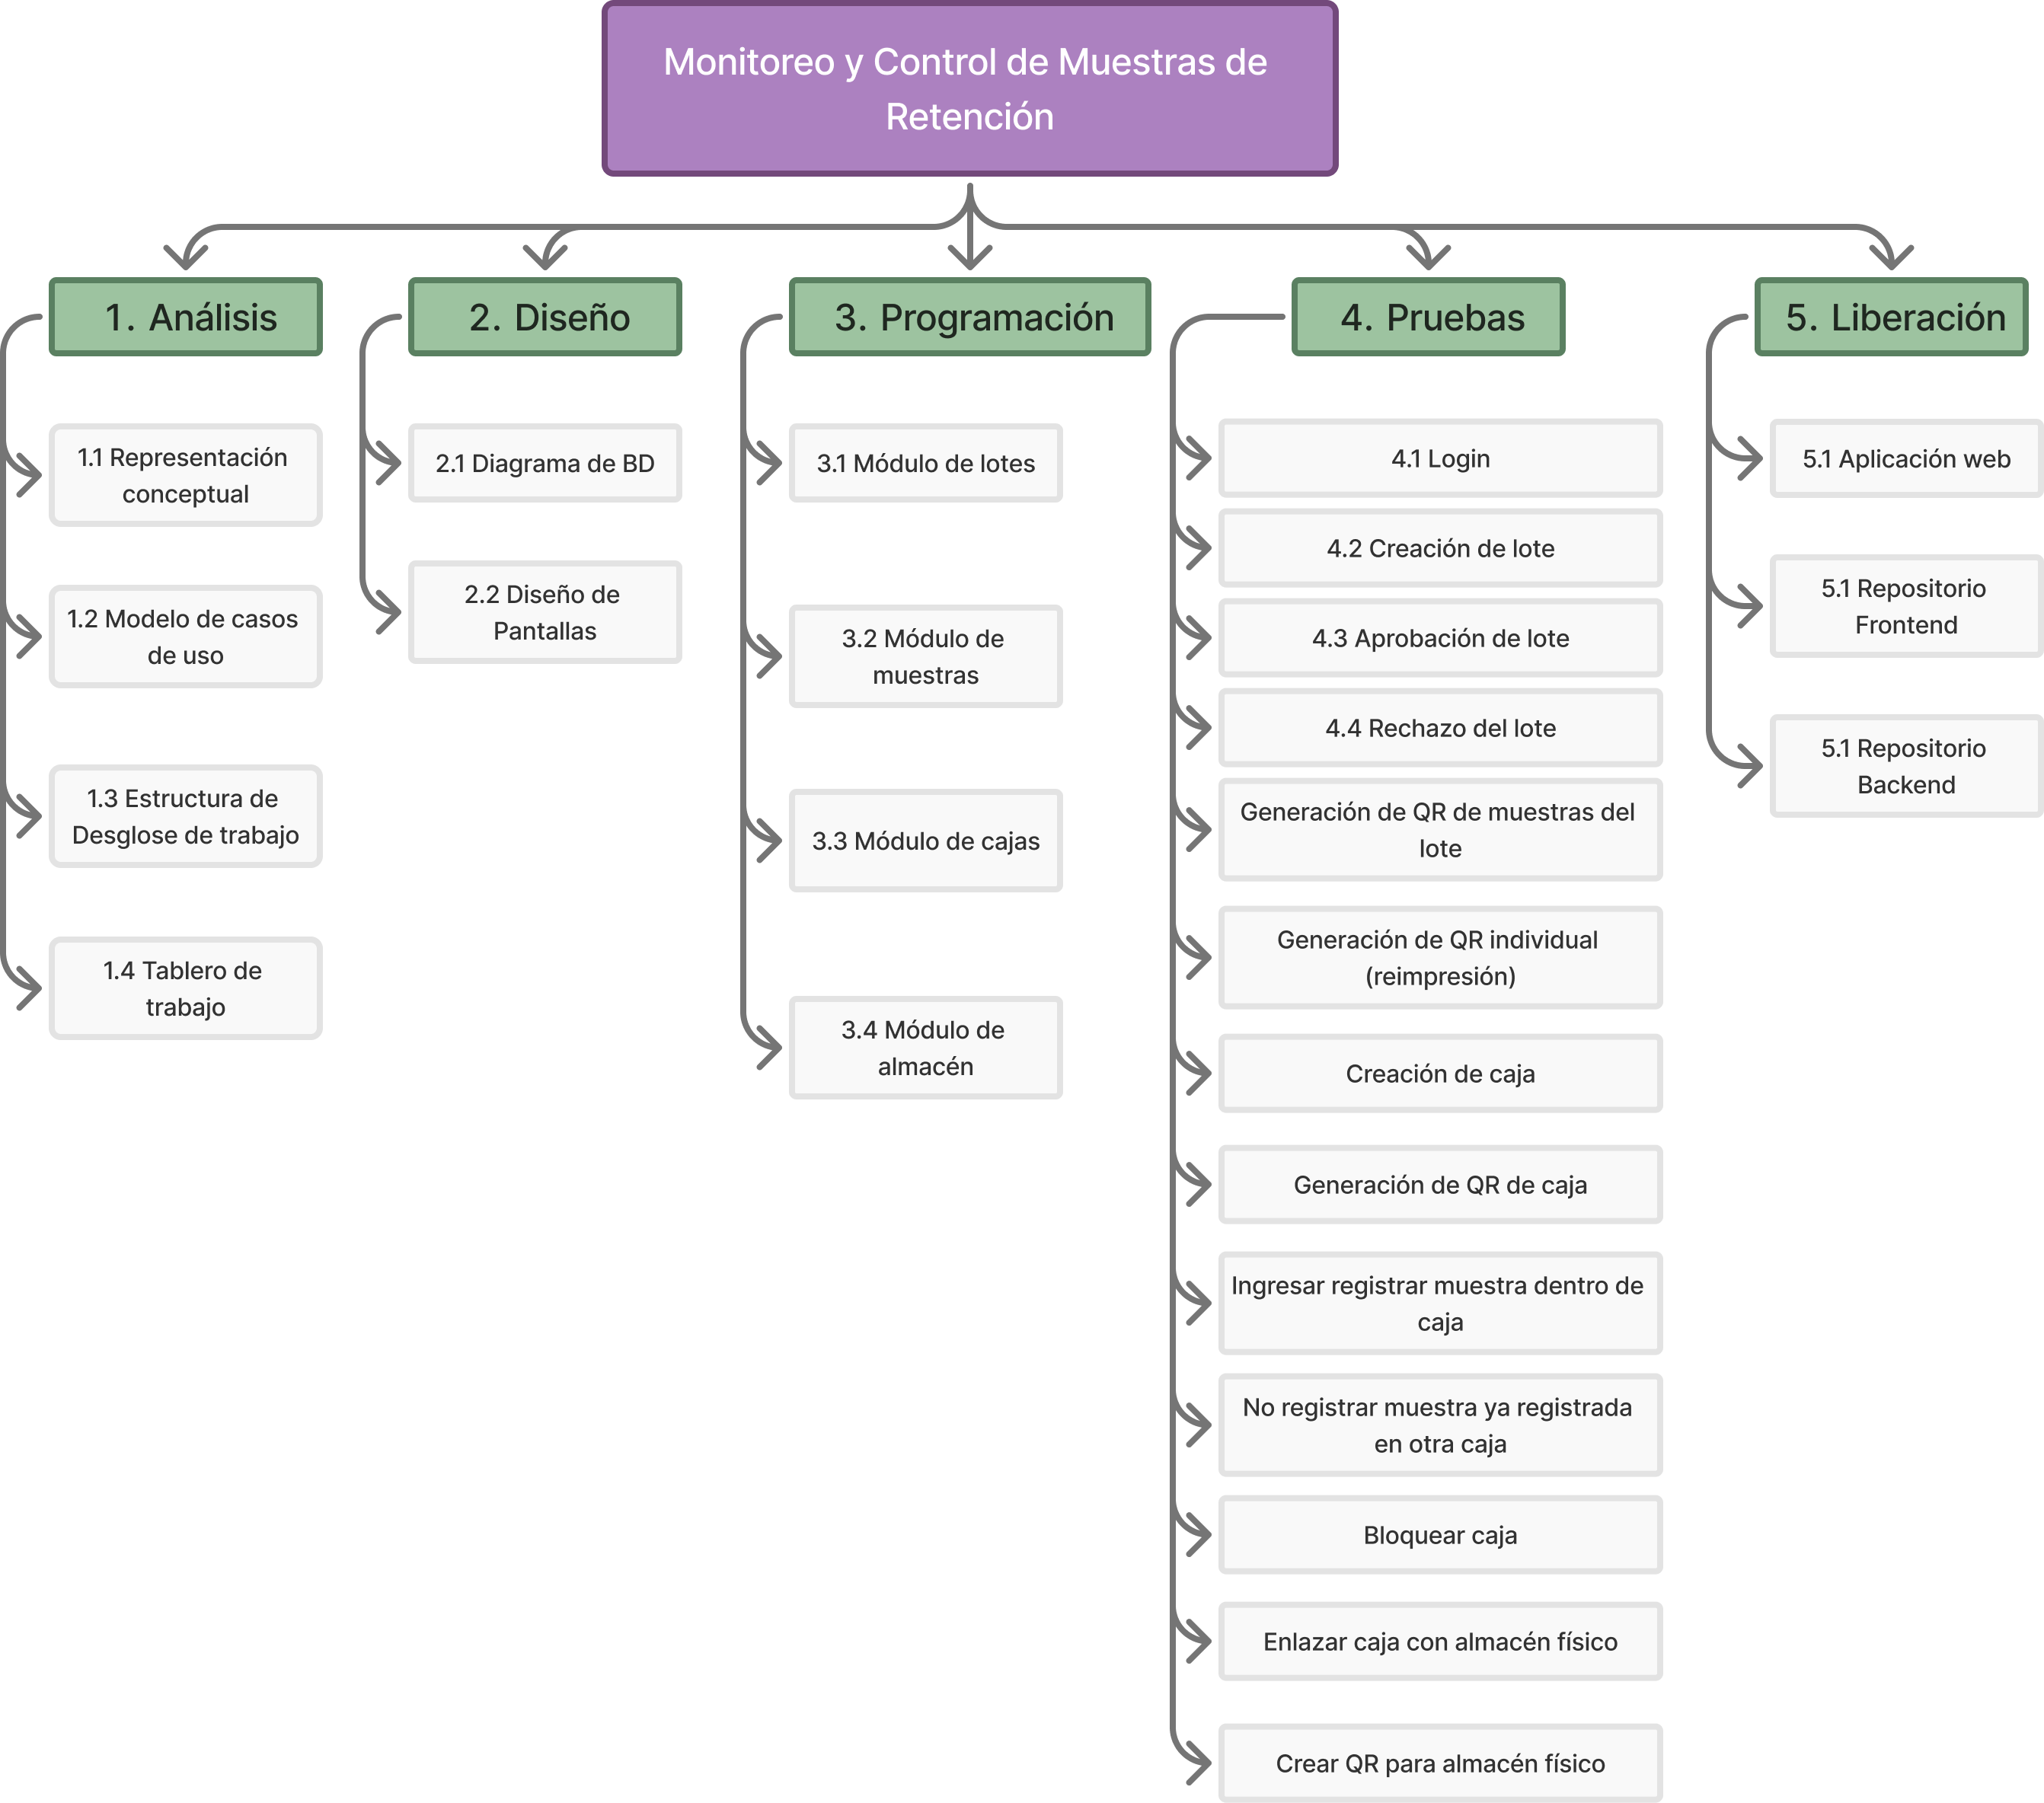 Monitoreo y Control de Muestras de
Retención
1. Análisis
1.1 Representación
conceptual
1.2 Modelo de casos
de uso
1.3 Estructura de
Desglose de trabajo
1.4 Tablero de
trabajo
2. Diseño
2.1 Diagrama de BD
2.2 Diseño de
Pantallas
3. Programación
3.1 Módulo de lotes
3.2 Módulo de
muestras
3.3 Módulo de cajas
3.4 Módulo de
almacén
4. Pruebas
4.1 Login
4.2 Creación de lote
4.3 Aprobación de lote
4.4 Rechazo del lote
Generación de QR de muestras del
lote
Generación de QR individual
(reimpresión)
Creación de caja
Generación de QR de caja
Ingresar registrar muestra dentro de
caja
No registrar muestra ya registrada
en otra caja
Bloquear caja
Enlazar caja con almacén físico
Crear QR para almacén físico
5. Liberación
5.1 Aplicación web
5.1 Repositorio
Frontend
5.1 Repositorio
Backend